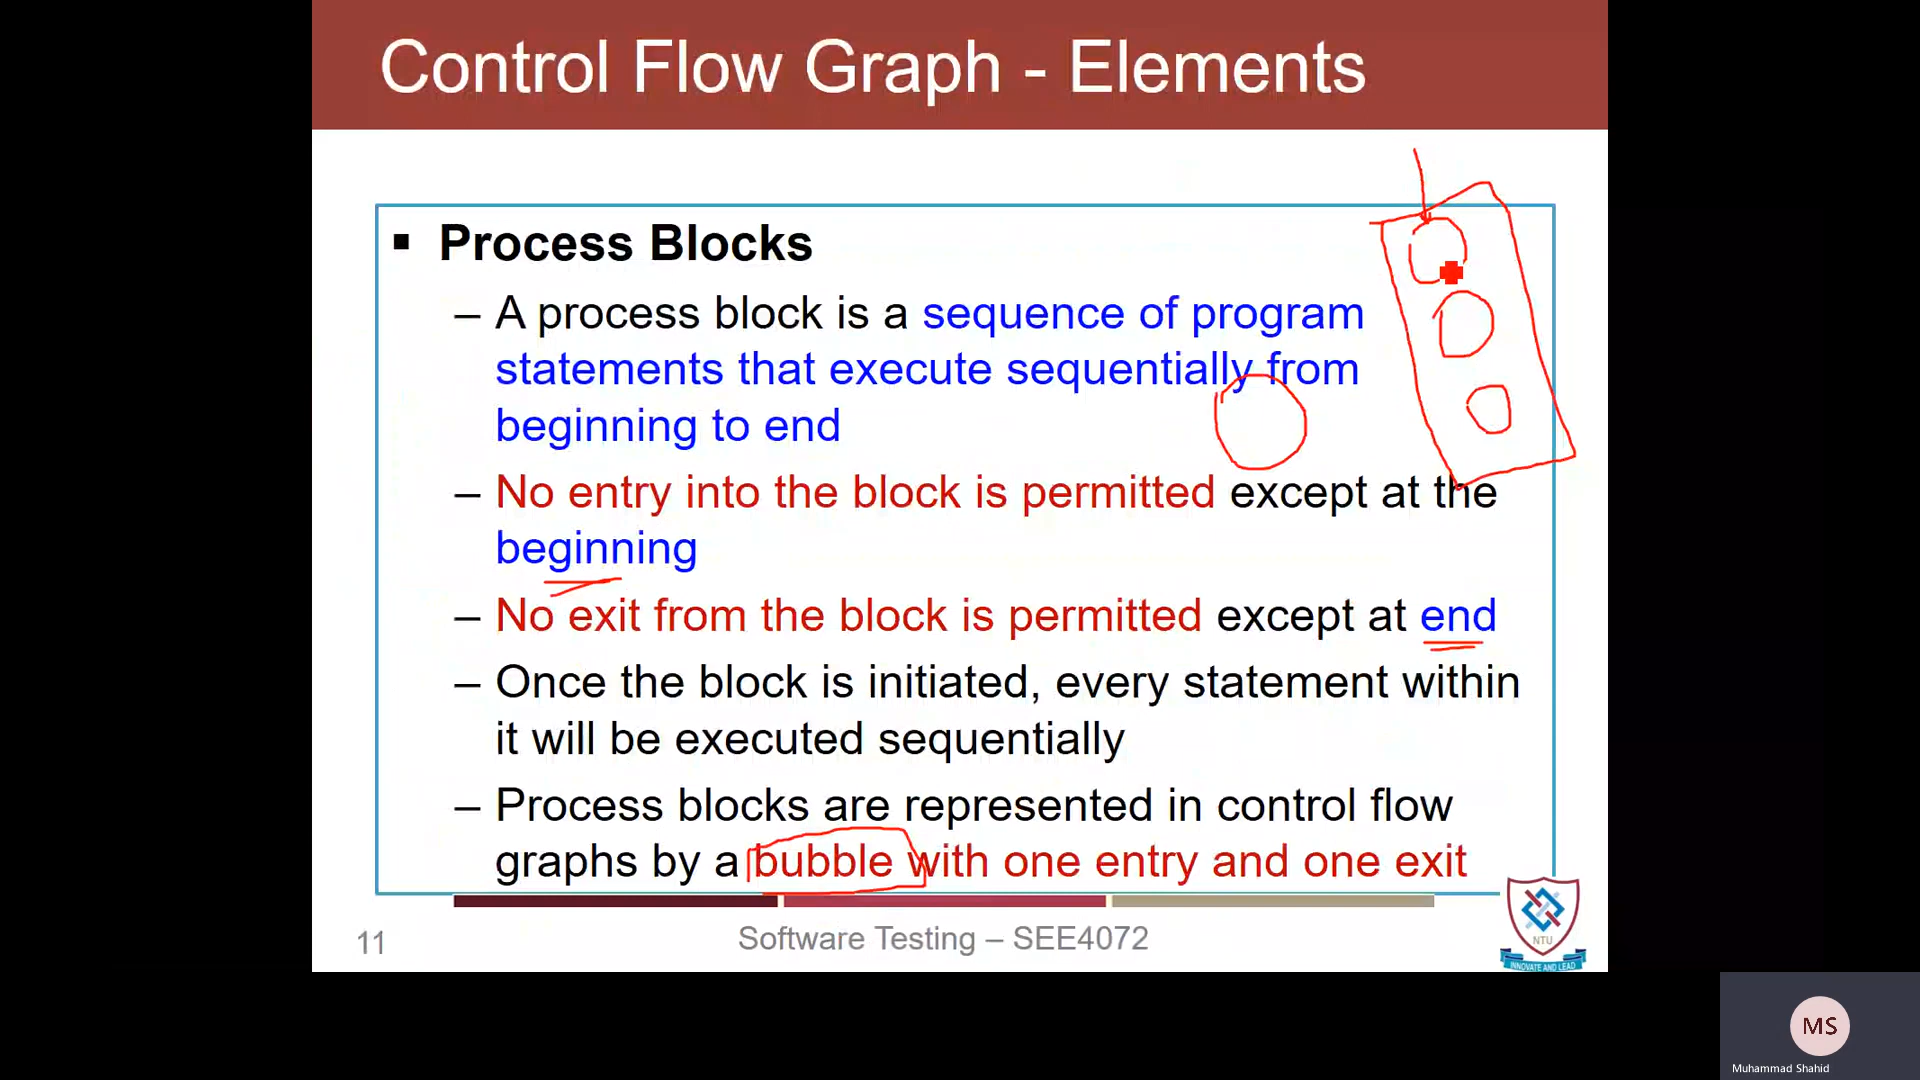 Control Flow Graph - Elements
▪ Process Blocks
– A process block is a sequence of program
statements that execute sequentially from
beginning to end
– No entry into the block is permitted except at the
beginning
– No exit from the block is permitted except at end
– Once the block is initiated, every statement within
it will be executed sequentially
– Process blocks are represented in control flow
graphs by a bubble with one entry and one exit
11
Software Testing – SEE4072
NTU
INNOVATE AND LEAD
MS
Muhammad Shahid